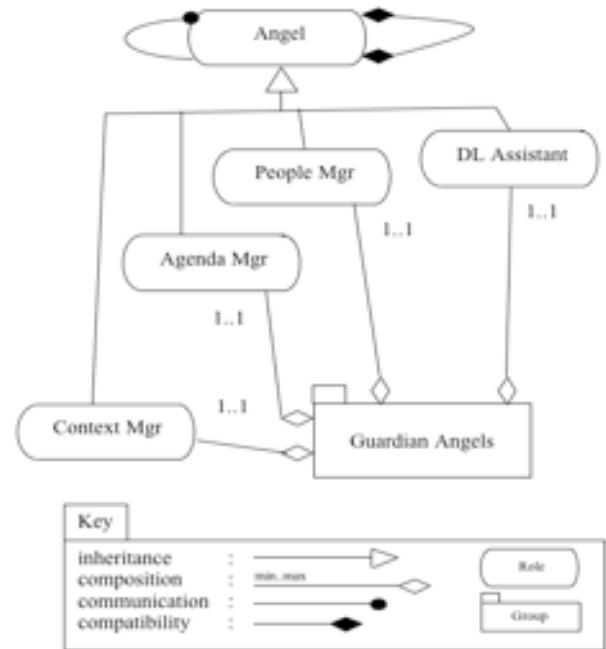 Angel
DL Assistant
People Mgr
1..1
1..1
Agenda Mgr
1..1
1..1
Context Mgr
Guardian Angels
Key
inheritance :
composition : min..max
communication :
compatibility :
Role
Group